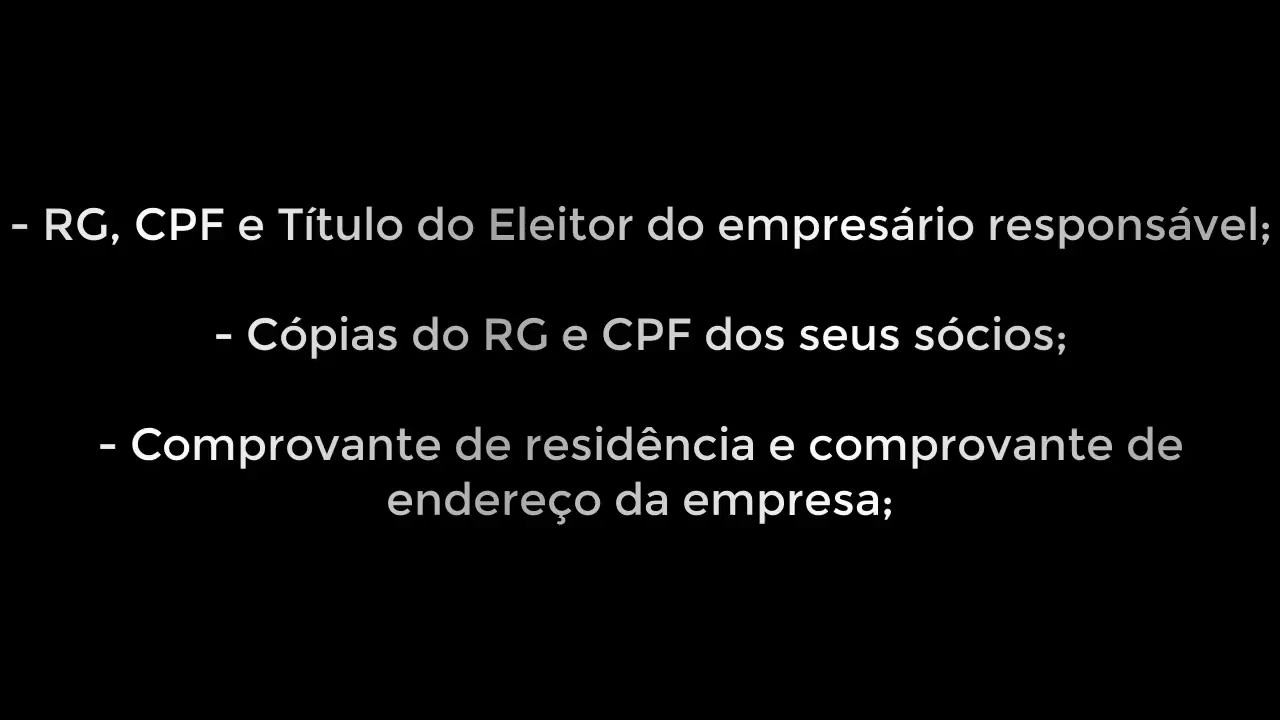 - RG, CPF e Título do Eleitor do empresário responsável;
- Cópias do RG e CPF dos seus sócios;
- Comprovante de residência e comprovante de
endereço da empresa;